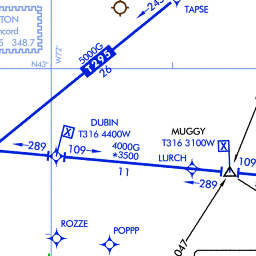 TON
ncord
5 348.7
W72°
N43°
TAPSE
243
5000G
T295
26
DUBIN
T316 4400W
MUGGY
T316 3100W
289
109
4000G
*3500
11
LURCH
289
109
ROZZE
POPPP
047